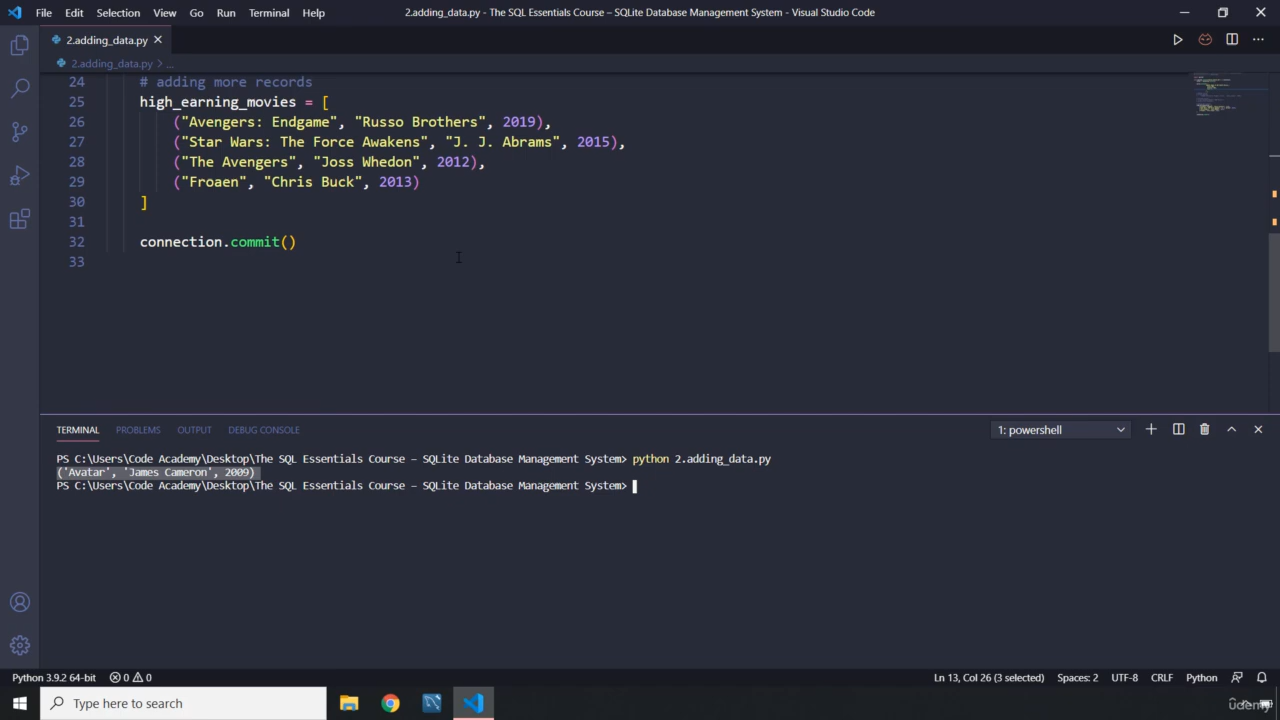 File Edit Selection View Go Run Terminal Help 2.adding_data.py - The SQL Essentials Course – SQLite Database Management System - Visual Studio Code
2.adding_data.py
2.adding_data.py > ...
24 # adding more records
25 high_earning_movies = [
26 ("Avengers: Endgame", "Russo Brothers", 2019),
27 ("Star Wars: The Force Awakens", "J. J. Abrams", 2015),
28 ("The Avengers", "Joss Whedon", 2012),
29 ("Froaen", "Chris Buck", 2013)
30 ]
31
32 connection.commit()
33
TERMINAL PROBLEMS OUTPUT DEBUG CONSOLE 1: powershell
PS C:\Users\Code Academy\Desktop\The SQL Essentials Course – SQLite Database Management System> python 2.adding_data.py
('Avatar', 'James Cameron', 2009)
PS C:\Users\Code Academy\Desktop\The SQL Essentials Course – SQLite Database Management System>
Python 3.9.2 64-bit 0 0 Ln 13, Col 26 (3 selected) Spaces: 2 UTF-8 CRLF Python
Type here to search
udemy